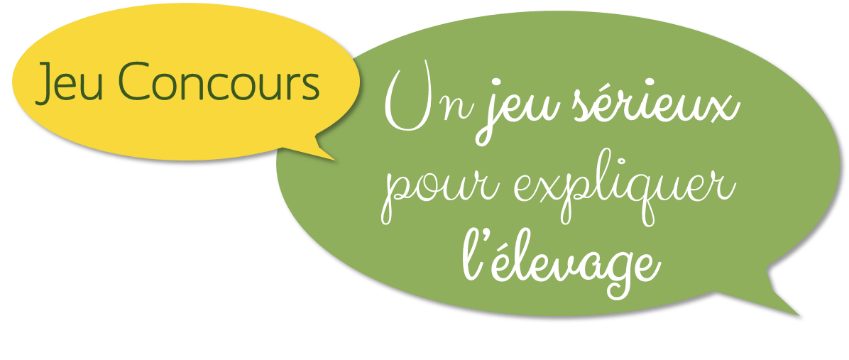 Jeu Concours
Un jeu sérieux
pour expliquer
l'élevage